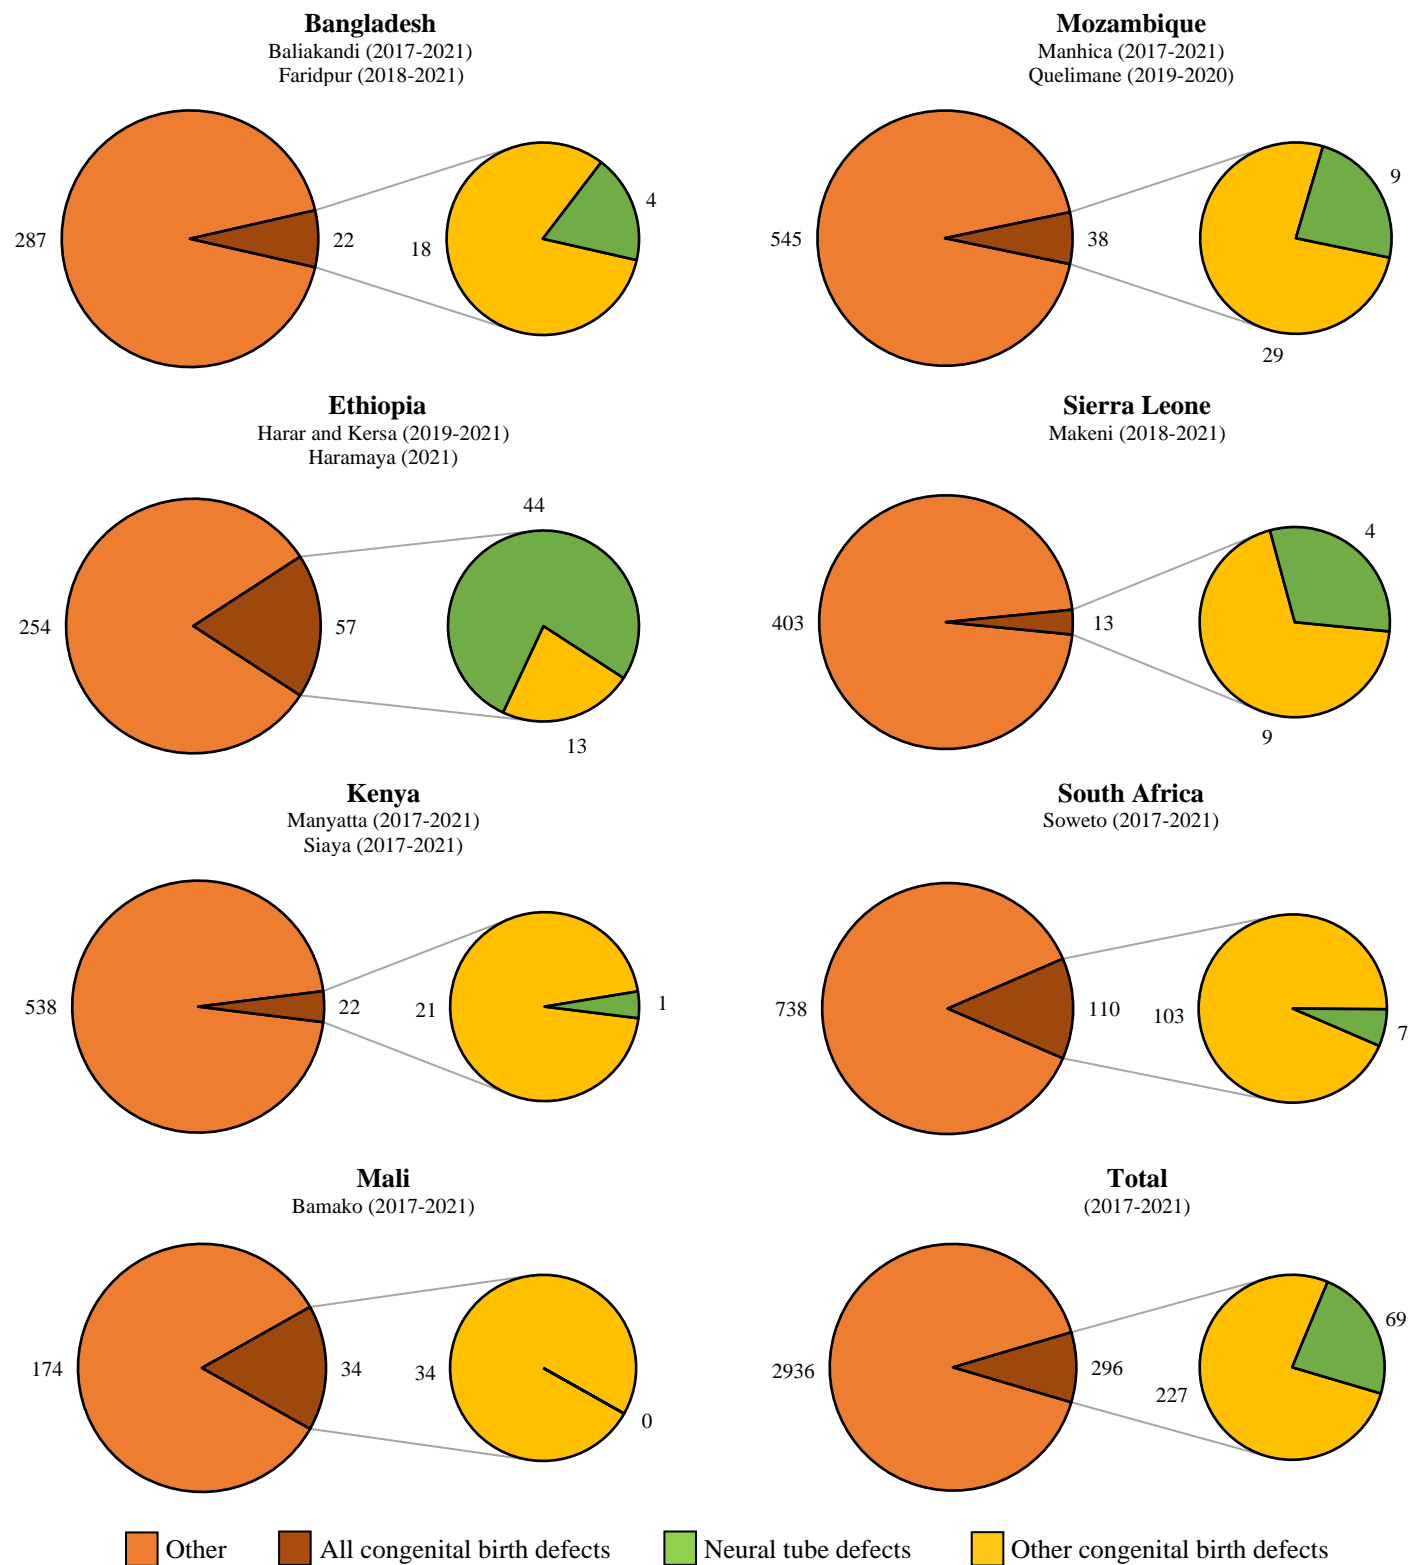 Bangladesh
Baliakandi (2017-2021)
Faridpur (2018-2021)
287
22
18
4
Mozambique
Manhica (2017-2021)
Quelimane (2019-2020)
545
38
9
29
Ethiopia
Harar and Kersa (2019-2021)
Haramaya (2021)
254
57
44
13
Sierra Leone
Makeni (2018-2021)
403
13
4
9
Kenya
Manyatta (2017-2021)
Siaya (2017-2021)
538
22
21
1
South Africa
Soweto (2017-2021)
738
110
103
7
Mali
Bamako (2017-2021)
174
34
34
0
Total
(2017-2021)
2936
296
227
69
Other
All congenital birth defects
Neural tube defects
Other congenital birth defects